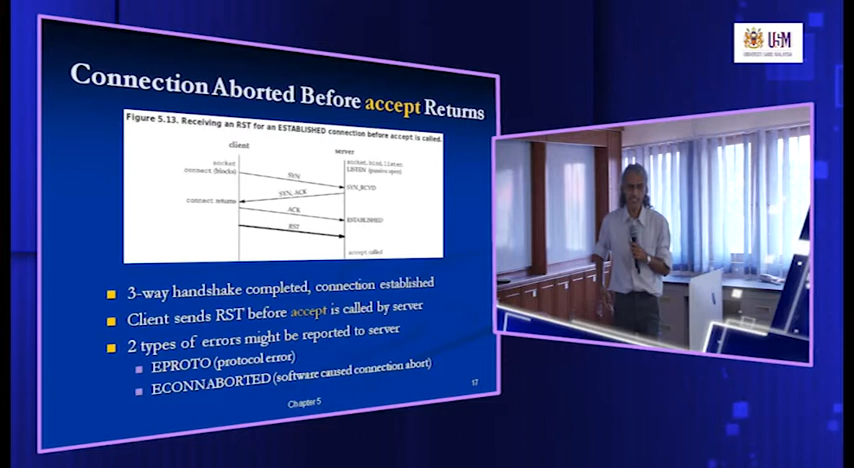 Connection Aborted Before accept Returns
Figure 5.13. Receiving an RST for an ESTABLISHED connection before accept is called.
client
server
socket
connect (blocks)
socket, bind, listen
LISTEN (passive open)
SYN
SYN_RCVD
SYN, ACK
connect returns
ACK
ESTABLISHED
RST
accept called
3-way handshake completed, connection established
Client sends RST before accept is called by server
2 types of errors might be reported to server
EPROTO (protocol error)
ECONNABORTED (software caused connection abort)
17
Chapter 5
USM
UNIVERSITI SAINS MALAYSIA